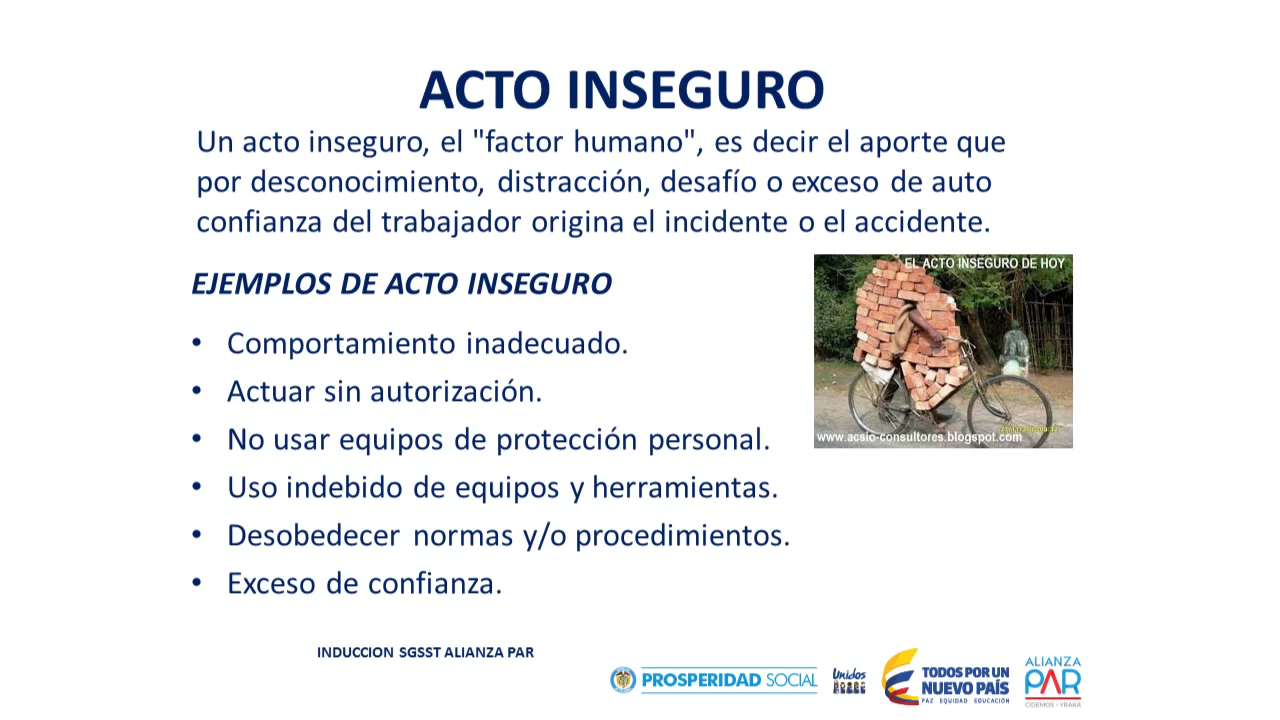 ACTO INSEGURO
Un acto inseguro, el "factor humano", es decir el aporte que
por desconocimiento, distracción, desafío o exceso de auto
confianza del trabajador origina el incidente o el accidente.
EJEMPLOS DE ACTO INSEGURO
• Comportamiento inadecuado.
• Actuar sin autorización.
• No usar equipos de protección personal.
• Uso indebido de equipos y herramientas.
• Desobedecer normas y/o procedimientos.
• Exceso de confianza.
EL ACTO INSEGURO DE HOY
www.acsio-consultores.blogspot.com
INDUCCION SGSST ALIANZA PAR
PROSPERIDAD SOCIAL
Unidos
TODOS POR UN
NUEVO PAÍS
PAZ EQUIDAD EDUCACIÓN
ALIANZA
PAR
CIDEMOS - YRAKA